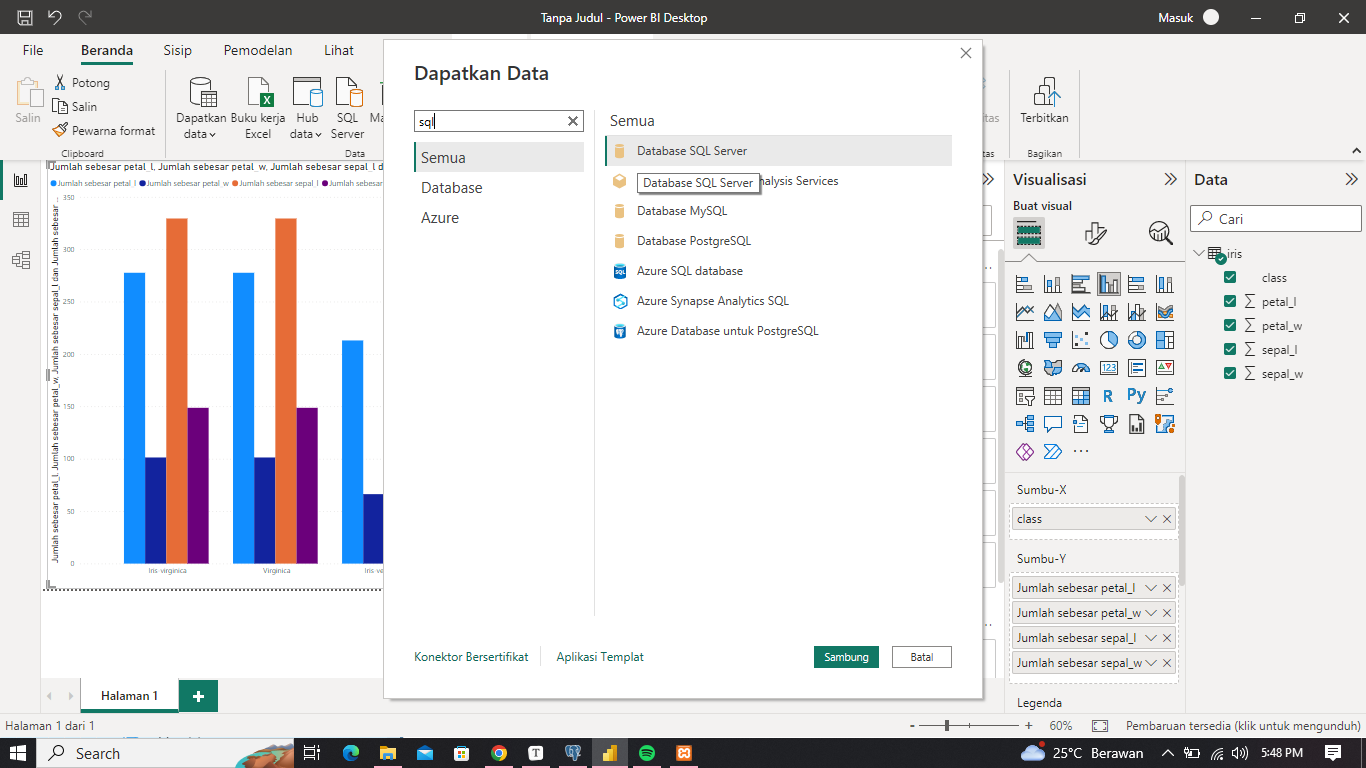 Tanpa Judul - Power BI Desktop
Masuk
File
Beranda
Sisip
Pemodelan
Lihat
Salin
Potong
Salin
Pewarna format
Clipboard
Dapatkan data
Buku kerja Excel
Hub data
SQL Server
Data
Terbitkan
Bagikan
Dapatkan Data
sql
Semua
Database
Azure
Semua
Database SQL Server
Database SQL Server
nalysis Services
Database MySQL
Database PostgreSQL
Azure SQL database
Azure Synapse Analytics SQL
Azure Database untuk PostgreSQL
Konektor Bersertifikat
Aplikasi Templat
Sambung
Batal
Jumlah sebesar petal_l, Jumlah sebesar petal_w, Jumlah sebesar sepal_l d
Jumlah sebesar petal_l
Jumlah sebesar petal_w
Jumlah sebesar sepal_l
Jumlah sebesar
Jumlah sebesar petal_l, Jumlah sebesar petal_w, Jumlah sebesar sepal_l dan Jumlah sebesar ...
350
300
250
200
150
100
50
0
Iris-virginica
Virginica
Iris-ve
Visualisasi
Buat visual
123
R
Py
Sumbu-X
class
Sumbu-Y
Jumlah sebesar petal_l
Jumlah sebesar petal_w
Jumlah sebesar sepal_l
Jumlah sebesar sepal_w
Legenda
Data
Cari
iris
class
petal_l
petal_w
sepal_l
sepal_w
Halaman 1
Halaman 1 dari 1
60%
Pembaruan tersedia (klik untuk mengunduh)
Search
25°C Berawan
5:48 PM